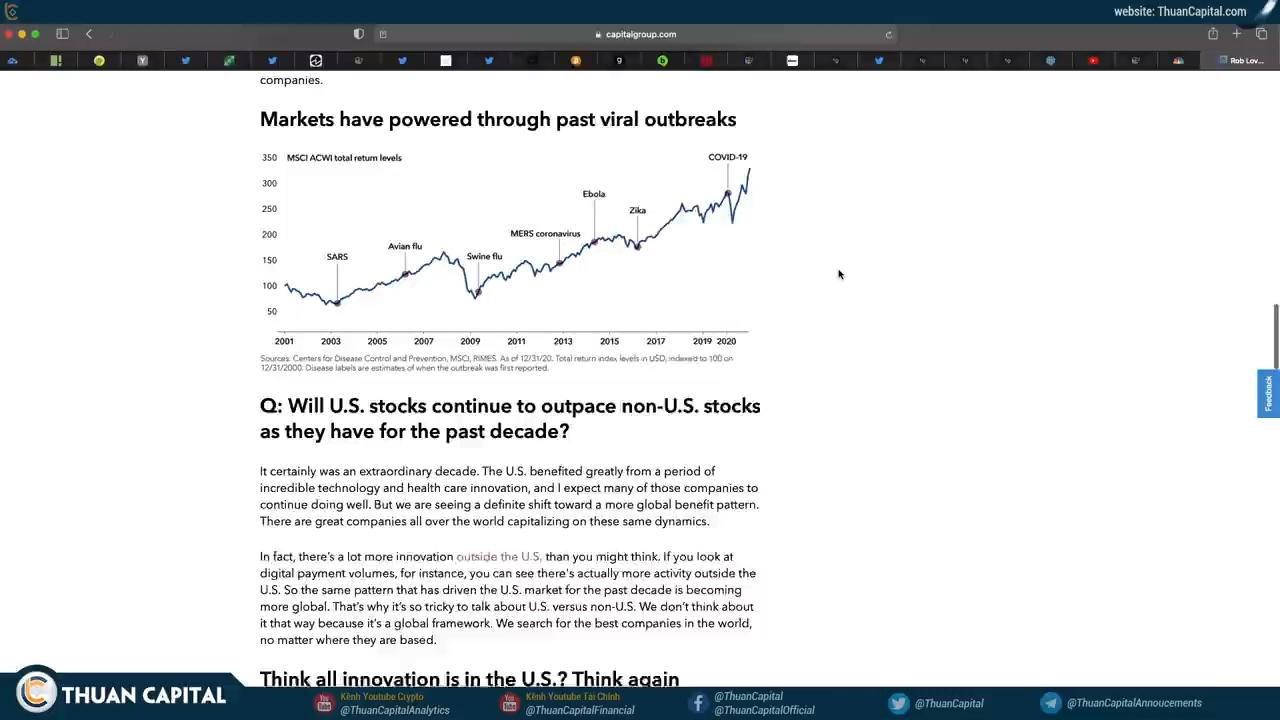 website: ThuanCapital.com
capitalgroup.com
Rob Lov...
companies.
Markets have powered through past viral outbreaks
MSCI ACWI total return levels
350
300
250
200
150
100
50
SARS
Avian flu
Swine flu
MERS coronavirus
Ebola
Zika
COVID-19
2001 2003 2005 2007 2009 2011 2013 2015 2017 2019 2020
Sources: Centers for Disease Control and Prevention, MSCI, RIMES. As of 12/31/20. Total return index levels in USD, indexed to 100 on
12/31/2000. Disease labels are estimates of when the outbreak was first reported.
Q: Will U.S. stocks continue to outpace non-U.S. stocks
as they have for the past decade?
It certainly was an extraordinary decade. The U.S. benefited greatly from a period of
incredible technology and health care innovation, and I expect many of those companies to
continue doing well. But we are seeing a definite shift toward a more global benefit pattern.
There are great companies all over the world capitalizing on these same dynamics.
In fact, there's a lot more innovation outside the U.S. than you might think. If you look at
digital payment volumes, for instance, you can see there's actually more activity outside the
U.S. So the same pattern that has driven the U.S. market for the past decade is becoming
more global. That's why it's so tricky to talk about U.S. versus non-U.S. We don't think about
it that way because it's a global framework. We search for the best companies in the world,
no matter where they are based.
Think all innovation is in the U.S.? Think again
Feedback
THUAN CAPITAL
Kênh Youtube Crypto
@ThuanCapitalAnalytics
Kênh Youtube Tài Chính
@ThuanCapitalFinancial
@ThuanCapital
@ThuanCapitalOfficial
@ThuanCapital
@ThuanCapitalAnnoucements